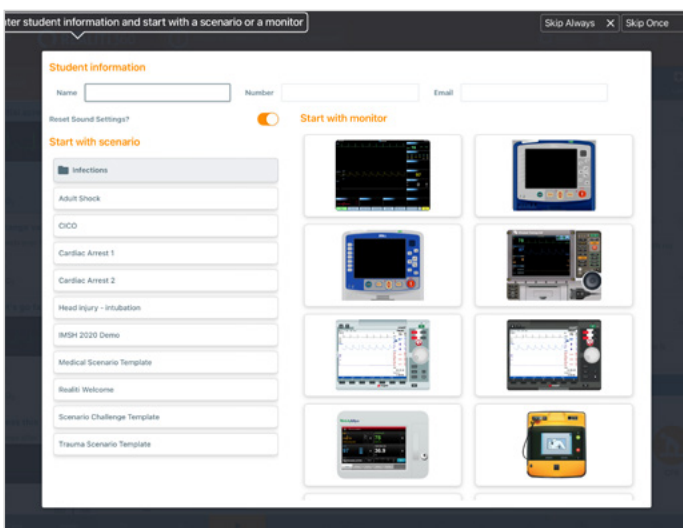 ter student information and start with a scenario or a monitor
Skip Always X Skip Once
Student information
Name
Number
Email
Reset Sound Settings?
Start with monitor
Start with scenario
Infections
Adult Shock
CICO
Cardiac Arrest 1
Cardiac Arrest 2
Head injury - intubation
IMSH 2020 Demo
Medical Scenario Template
Realiti Welcome
Scenario Challenge Template
Trauma Scenario Template